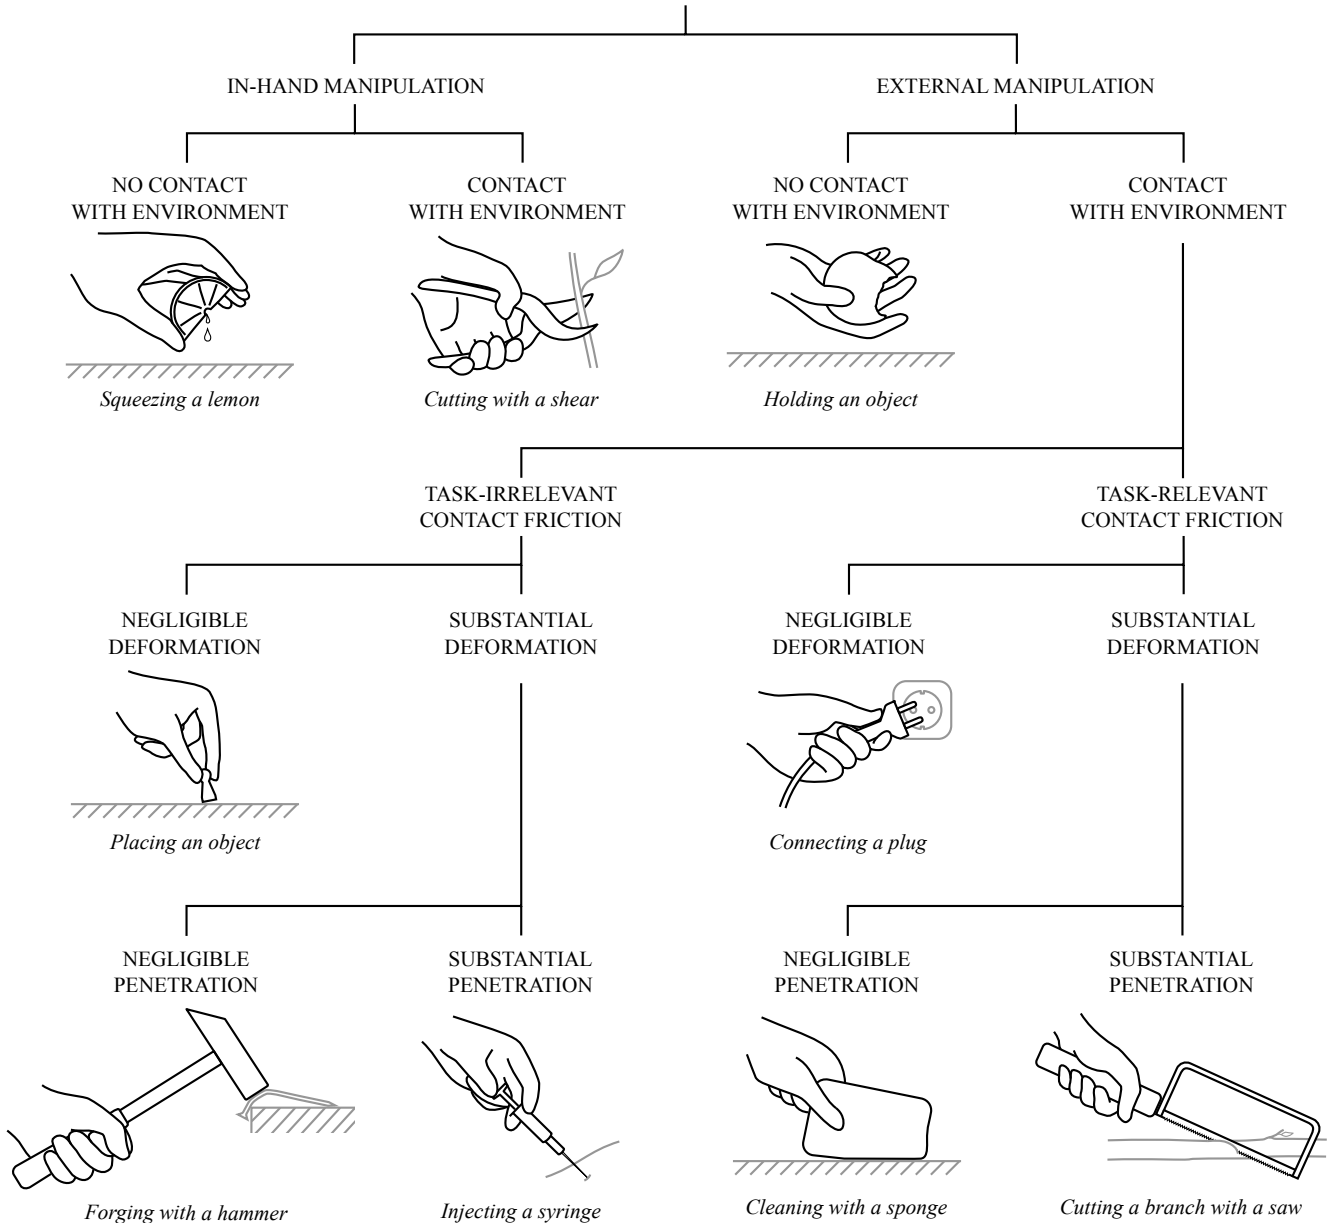 IN-HAND MANIPULATION
EXTERNAL MANIPULATION
NO CONTACT
WITH ENVIRONMENT
CONTACT
WITH ENVIRONMENT
NO CONTACT
WITH ENVIRONMENT
CONTACT
WITH ENVIRONMENT
Squeezing a lemon
Cutting with a shear
Holding an object
TASK-IRRELEVANT
CONTACT FRICTION
TASK-RELEVANT
CONTACT FRICTION
NEGLIGIBLE
DEFORMATION
SUBSTANTIAL
DEFORMATION
NEGLIGIBLE
DEFORMATION
SUBSTANTIAL
DEFORMATION
Placing an object
Connecting a plug
NEGLIGIBLE
PENETRATION
SUBSTANTIAL
PENETRATION
NEGLIGIBLE
PENETRATION
SUBSTANTIAL
PENETRATION
Forging with a hammer
Injecting a syringe
Cleaning with a sponge
Cutting a branch with a saw